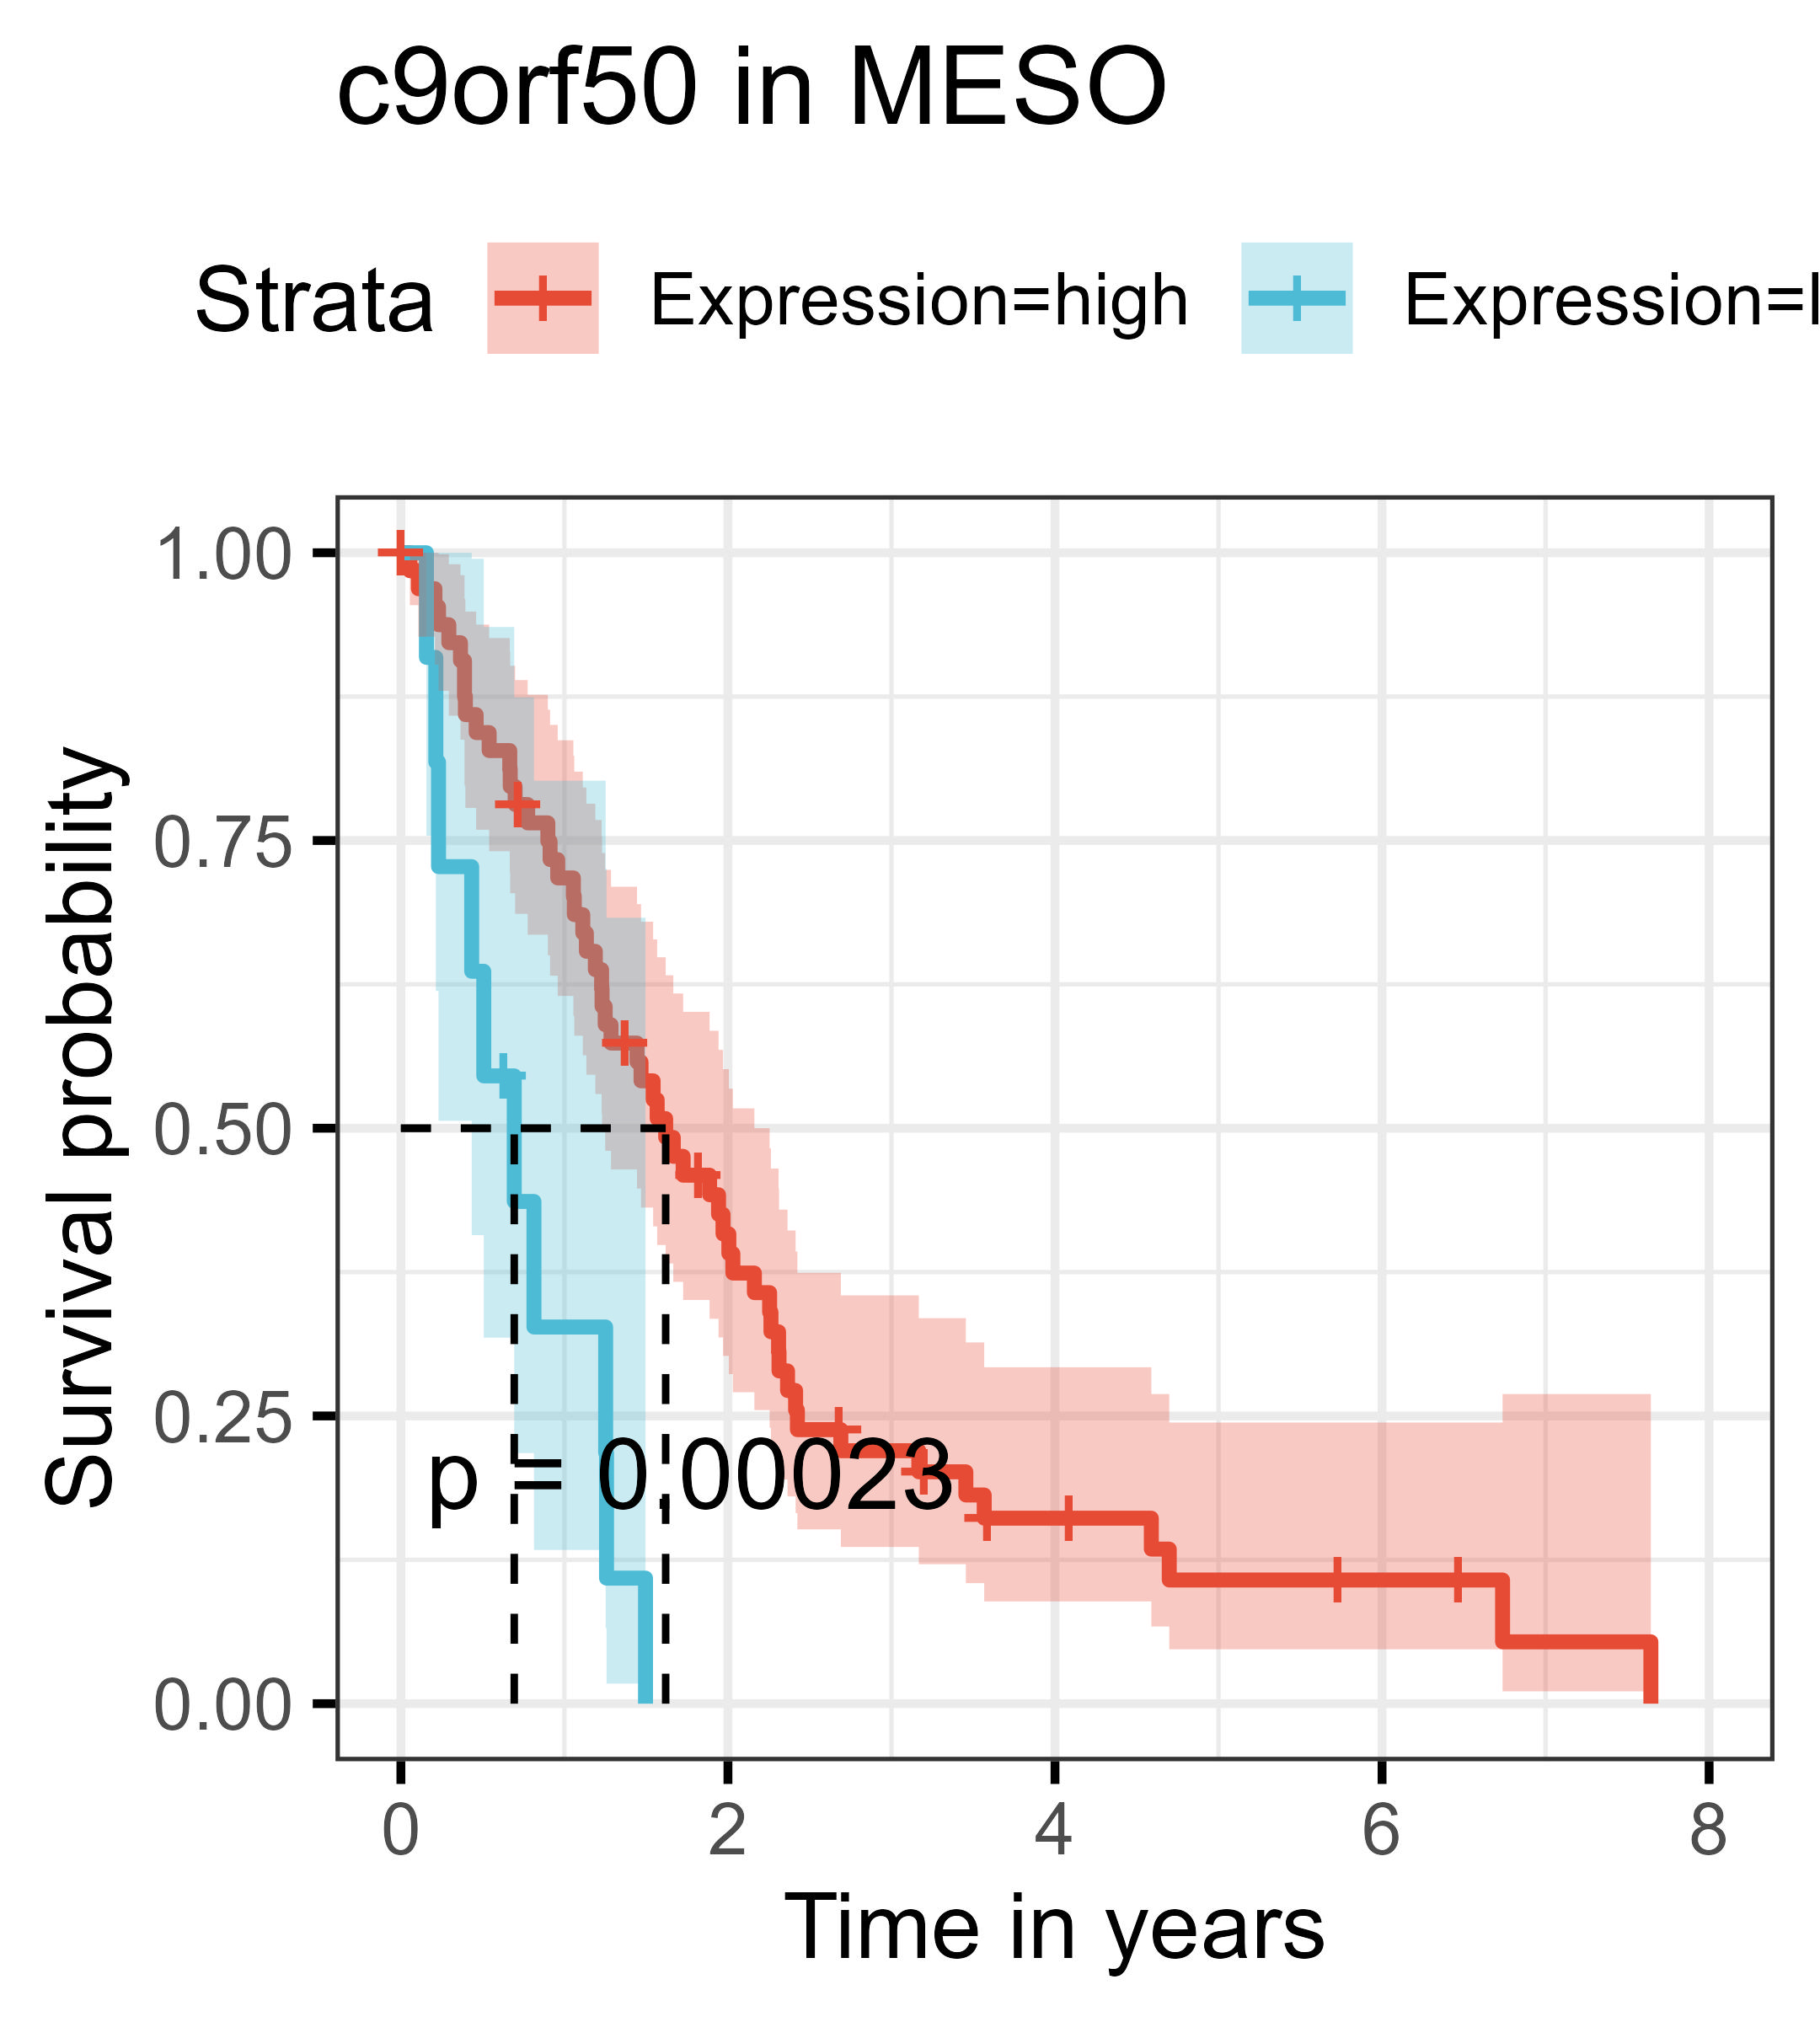 c9orf50 in MESO
Strata Expression=high Expression=l
1.00
0.75
0.50
0.25
0.00
Survival probability
p = 0.00023
0 2 4 6 8
Time in years